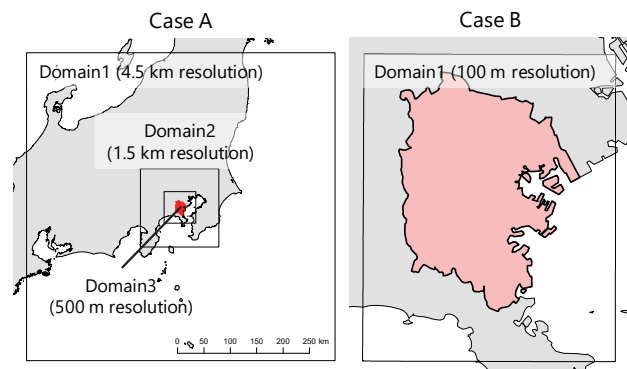 Case A
Domain1 (4.5 km resolution)
Domain2
(1.5 km resolution)
Domain3
(500 m resolution)
0 50 100 150 200 250 km
Case B
Domain1 (100 m resolution)